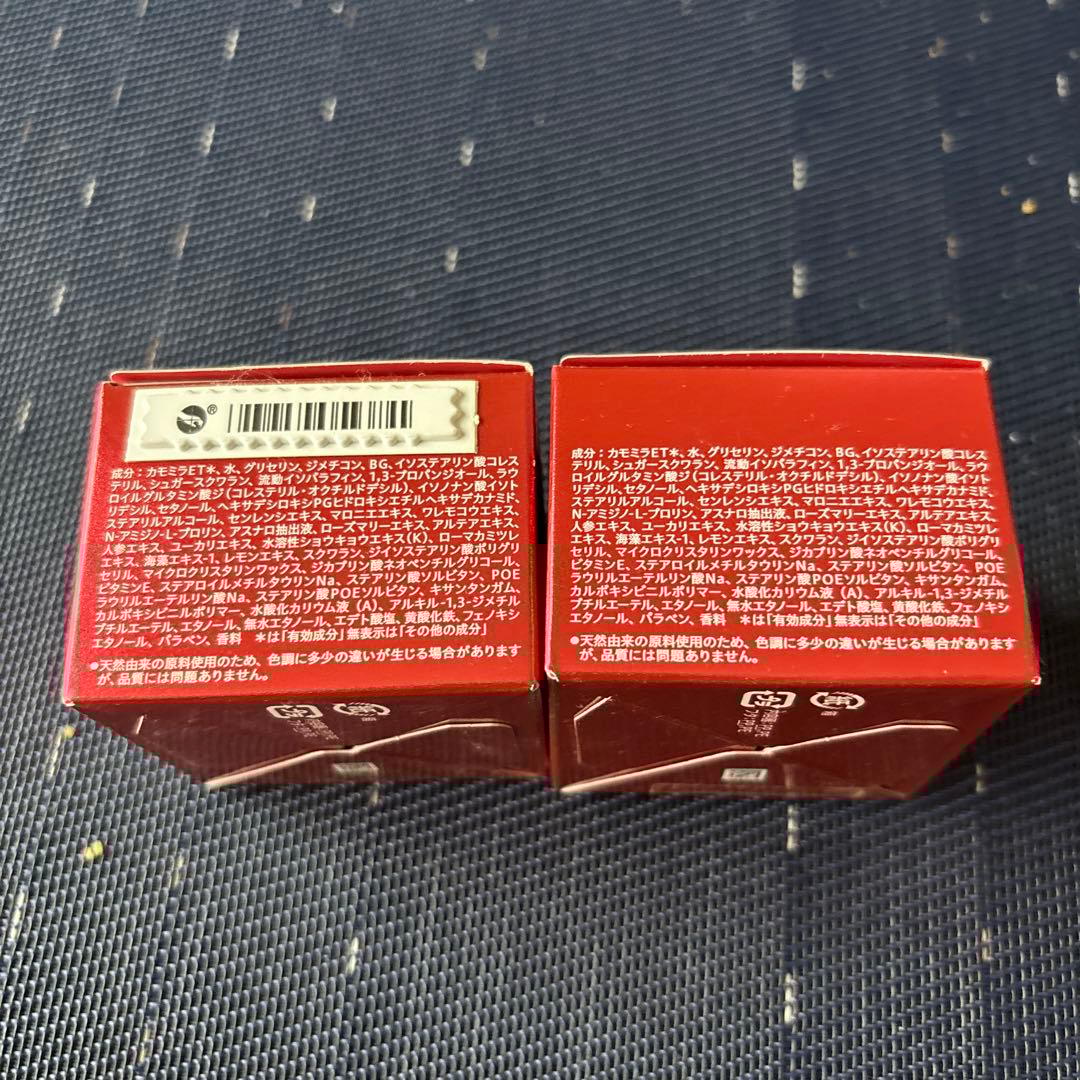 ®
成分：カモミラET＊、水、グリセリン、ジメチコン、BG、イソステアリン酸コレス
テリル、シュガースクワラン、流動イソパラフィン、1,3-プロパンジオール、ラウ
ロイルグルタミン酸ジ（コレステリル・オクチルドデシル）、イソノナン酸イソト
リデシル、セタノール、ヘキサデシロキシPGヒドロキシエチルヘキサデカナミド、
ステアリルアルコール、センレンシエキス、マロニエエキス、ワレモコウエキス、
N-アミジノ-L-プロリン、アスナロ抽出液、ローズマリーエキス、アルテアエキス、
人参エキス、ユーカリエキス、水溶性ショウキョウエキス（K）、ローマカミツレ
エキス、海藻エキス-1、レモンエキス、スクワラン、ジイソステアリン酸ポリグリ
セリル、マイクロクリスタリンワックス、ジカプリン酸ネオペンチルグリコール、
ビタミンE、ステアロイルメチルタウリンNa、ステアリン酸ソルビタン、POE
ラウリルエーテルリン酸Na、ステアリン酸POEソルビタン、キサンタンガム、
カルボキシビニルポリマー、水酸化カリウム液（A）、アルキル-1,3-ジメチル
ブチルエーテル、エタノール、無水エタノール、エデト酸塩、黄酸化鉄、フェノキシ
エタノール、パラベン、香料　＊は「有効成分」無表示は「その他の成分」
●天然由来の原料使用のため、色調に多少の違いが生じる場合があります
が、品質には問題ありません。
成分：カモミラET＊、水、グリセリン、ジメチコン、BG、イソステアリン酸コレス
テリル、シュガースクワラン、流動イソパラフィン、1,3-プロパンジオール、ラウ
ロイルグルタミン酸ジ（コレステリル・オクチルドデシル）、イソノナン酸イソト
リデシル、セタノール、ヘキサデシロキシPGヒドロキシエチルヘキサデカナミド、
ステアリルアルコール、センレンシエキス、マロニエエキス、ワレモコウエキス、
N-アミジノ-L-プロリン、アスナロ抽出液、ローズマリーエキス、アルテアエキス、
人参エキス、ユーカリエキス、水溶性ショウキョウエキス（K）、ローマカミツレ
エキス、海藻エキス-1、レモンエキス、スクワラン、ジイソステアリン酸ポリグリ
セリル、マイクロクリスタリンワックス、ジカプリン酸ネオペンチルグリコール、
ビタミンE、ステアロイルメチルタウリンNa、ステアリン酸ソルビタン、POE
ラウリルエーテルリン酸Na、ステアリン酸POEソルビタン、キサンタンガム、
カルボキシビニルポリマー、水酸化カリウム液（A）、アルキル-1,3-ジメチル
ブチルエーテル、エタノール、無水エタノール、エデト酸塩、黄酸化鉄、フェノキシ
エタノール、パラベン、香料　＊は「有効成分」無表示は「その他の成分」
●天然由来の原料使用のため、色調に多少の違いが生じる場合があります
が、品質には問題ありません。